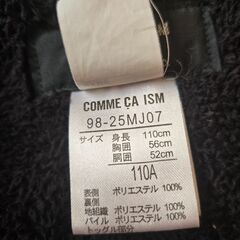 COMME ÇA ISM
98-25MJ07
サイズ 身長 110cm
胸囲 56cm
胴囲 52cm
110A
表側 ポリエステル 100%
裏側
地組織 ポリエステル 100%
パイル ポリエステル 100%
トッグル部分